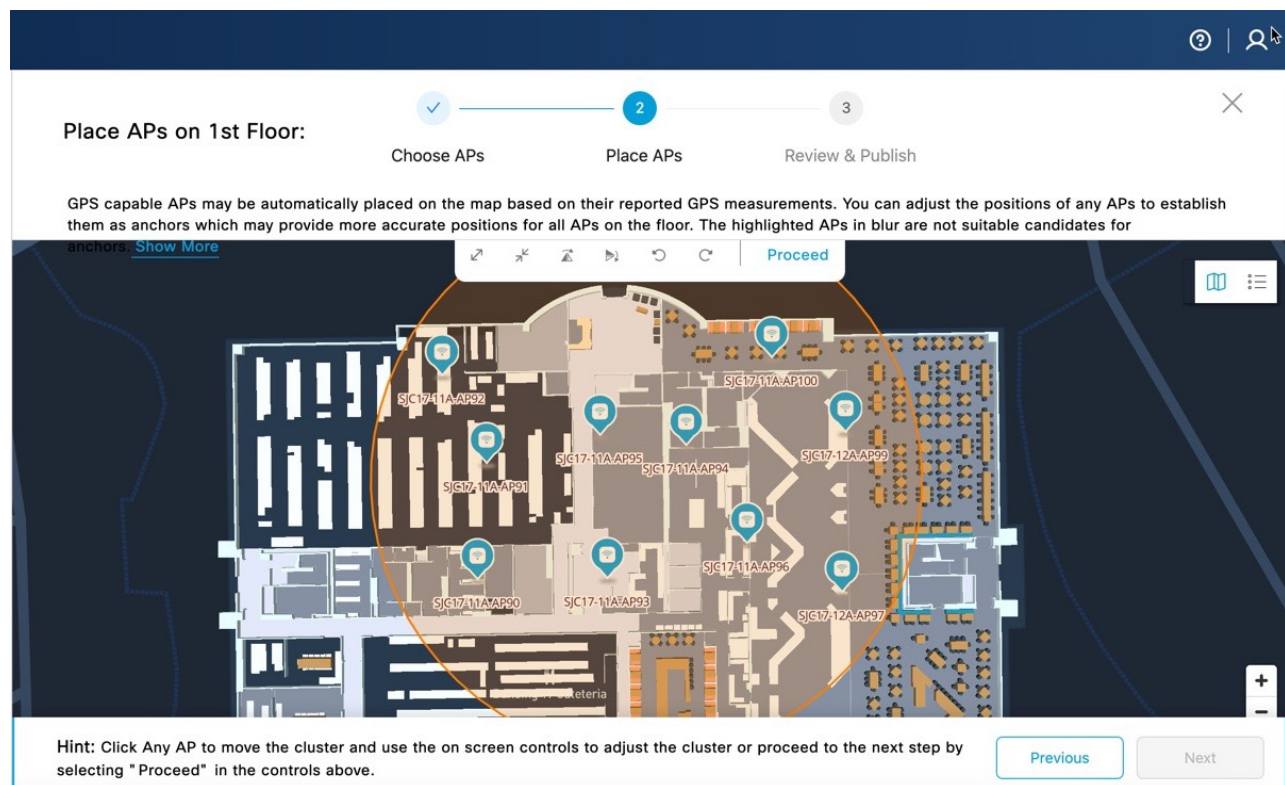 Place APs on 1st Floor:
2
3
Choose APs
Place APs
Review & Publish
GPS capable APs may be automatically placed on the map based on their reported GPS measurements. You can adjust the positions of any APs to establish
them as anchors which may provide more accurate positions for all APs on the floor. The highlighted APs in blur are not suitable candidates for
anchors. Show More
Proceed
SJC17-11A-AP100
SJC17-11A-AP92
SJC17-11A-AP95
SJC17-11A-AP94
SJC17-12A-AP99
SJC17-11A-AP91
SJC17-11A-AP96
SJC17-11A-AP90
SJC17-11A-AP93
SJC17-12A-AP97
+
−
Hint: Click Any AP to move the cluster and use the on screen controls to adjust the cluster or proceed to the next step by
selecting "Proceed" in the controls above.
Previous
Next